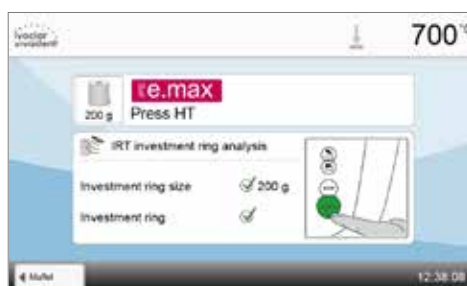 ivoclar
vivadent
700 °C
e.max
200 g
Press HT
IRT investment ring analysis
Investment ring size
200 g
Investment ring
Muffel
12:38:08